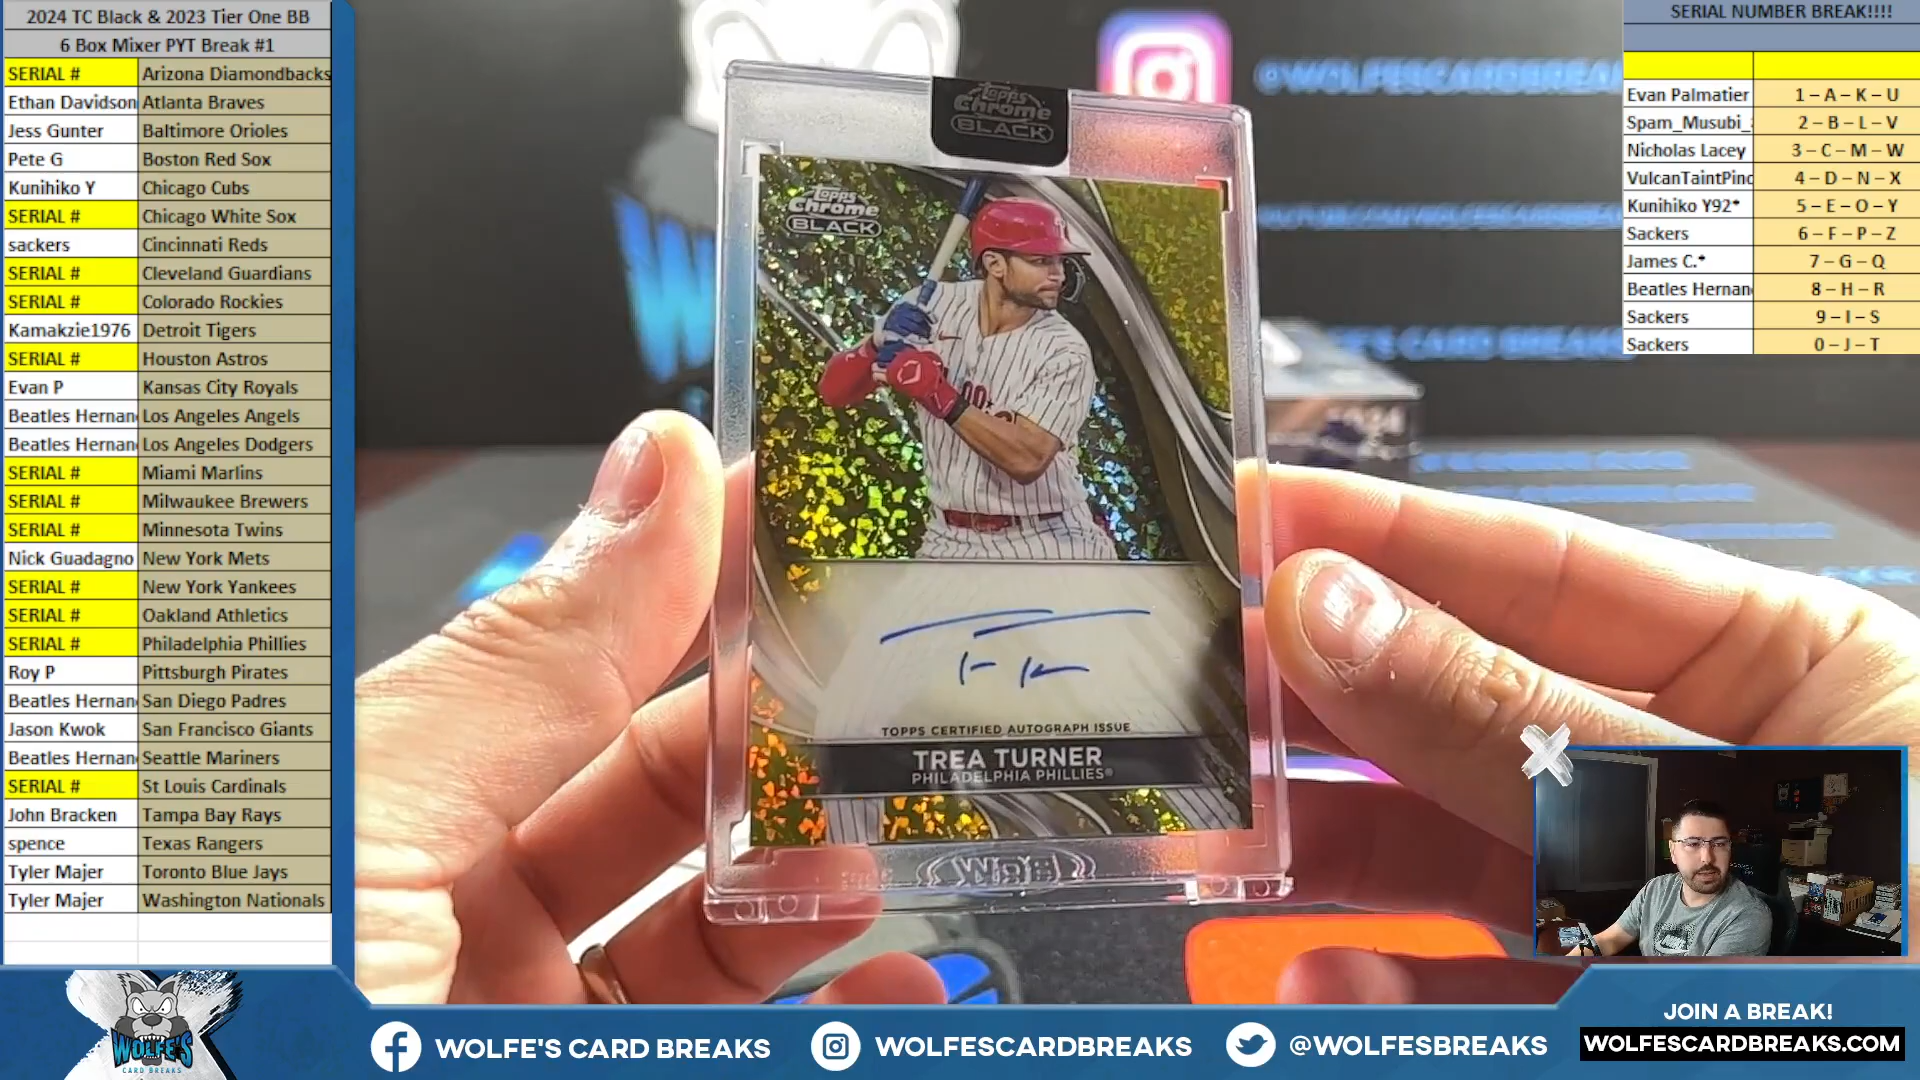 2024 TC Black & 2023 Tier One BB
6 Box Mixer PYT Break #1
SERIAL # Arizona Diamondbacks
Ethan Davidson Atlanta Braves
Jess Gunter Baltimore Orioles
Pete G Boston Red Sox
Kunihiko Y Chicago Cubs
SERIAL # Chicago White Sox
sackers Cincinnati Reds
SERIAL # Cleveland Guardians
SERIAL # Colorado Rockies
Kamakzie1976 Detroit Tigers
SERIAL # Houston Astros
Evan P Kansas City Royals
Beatles Hernan Los Angeles Angels
Beatles Hernan Los Angeles Dodgers
SERIAL # Miami Marlins
SERIAL # Milwaukee Brewers
SERIAL # Minnesota Twins
Nick Guadagno New York Mets
SERIAL # New York Yankees
SERIAL # Oakland Athletics
SERIAL # Philadelphia Phillies
Roy P Pittsburgh Pirates
Beatles Hernan San Diego Padres
Jason Kwok San Francisco Giants
Beatles Hernan Seattle Mariners
SERIAL # St Louis Cardinals
John Bracken Tampa Bay Rays
spence Texas Rangers
Tyler Majer Toronto Blue Jays
Tyler Majer Washington Nationals
@WOLFESCARDBREA
Topps
Chrome
BLACK
Topps
Chrome
BLACK
TOPPS CERTIFIED AUTOGRAPH ISSUE
TREA TURNER
PHILADELPHIA PHILLIES®
SERIAL NUMBER BREAK!!!!
Evan Palmatier 1 – A – K – U
Spam_Musubi_ 2 – B – L – V
Nicholas Lacey 3 – C – M – W
VulcanTaintPinc 4 – D – N – X
Kunihiko Y92* 5 – E – O – Y
Sackers 6 – F – P – Z
James C.* 7 – G – Q
Beatles Hernan 8 – H – R
Sackers 9 – I – S
Sackers 0 – J – T
WOLFE'S
CARD BREAKS
WOLFE'S CARD BREAKS
WOLFESCARDBREAKS
@WOLFESBREAKS
JOIN A BREAK!
WOLFESCARDBREAKS.COM